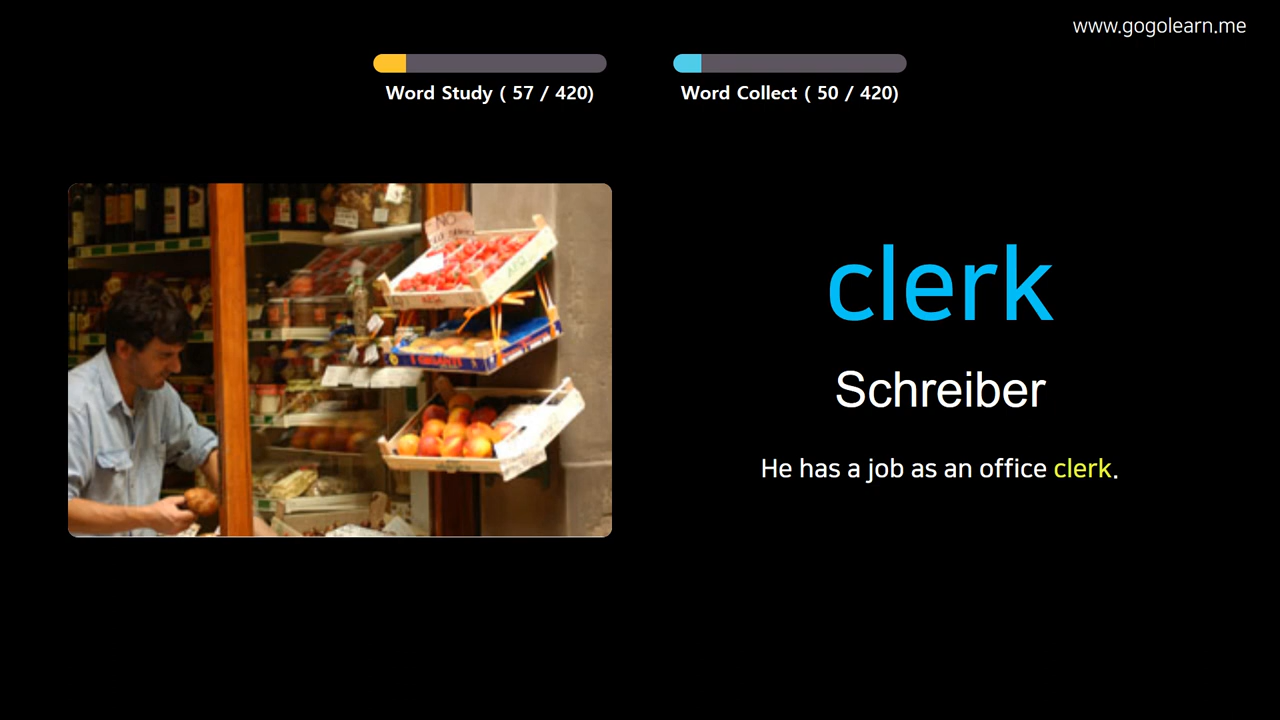 www.gogolearn.me
Word Study ( 57 / 420)
Word Collect ( 50 / 420)
NO
clerk
Schreiber
He has a job as an office clerk.